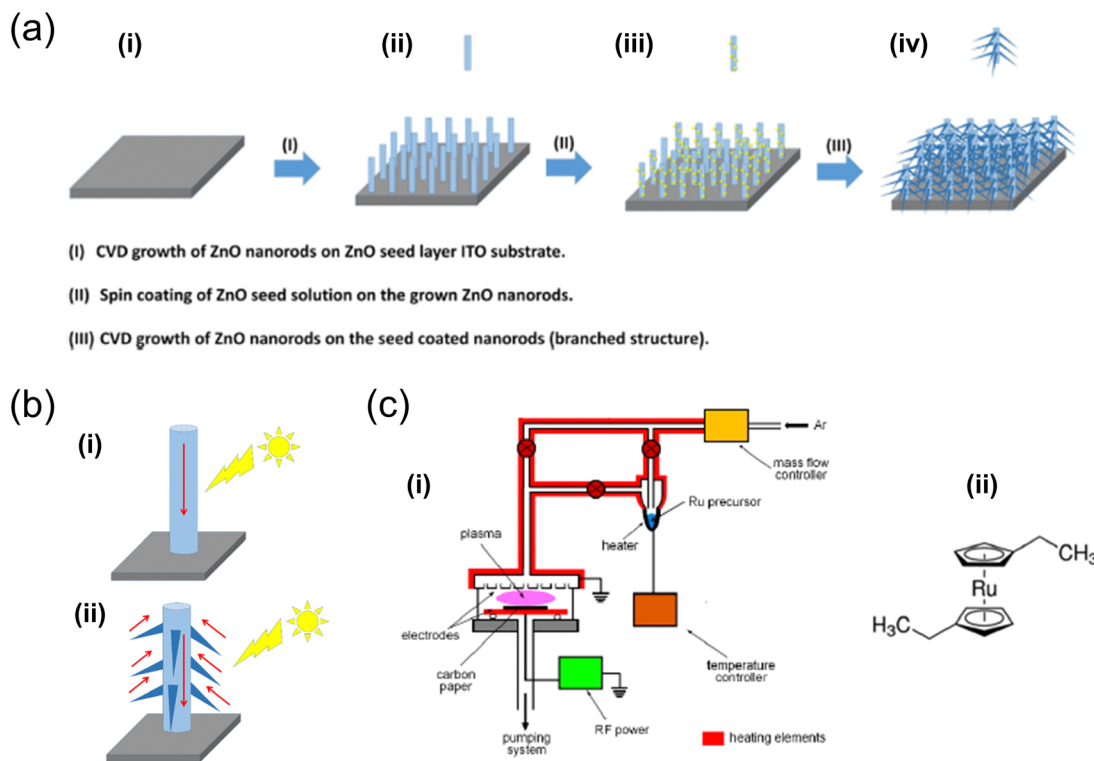 (a)
(i)
(ii)
(iii)
(iv)
(I)
(II)
(III)
(I) CVD growth of ZnO nanorods on ZnO seed layer ITO substrate.
(II) Spin coating of ZnO seed solution on the grown ZnO nanorods.
(III) CVD growth of ZnO nanorods on the seed coated nanorods (branched structure).
(b)
(i)
(ii)
(c)
(i)
Ar
mass flow
controller
Ru precursor
heater
plasma
electrodes
carbon
paper
temperature
controller
RF power
pumping
system
heating elements
(ii)
CH₃
Ru
H₃C